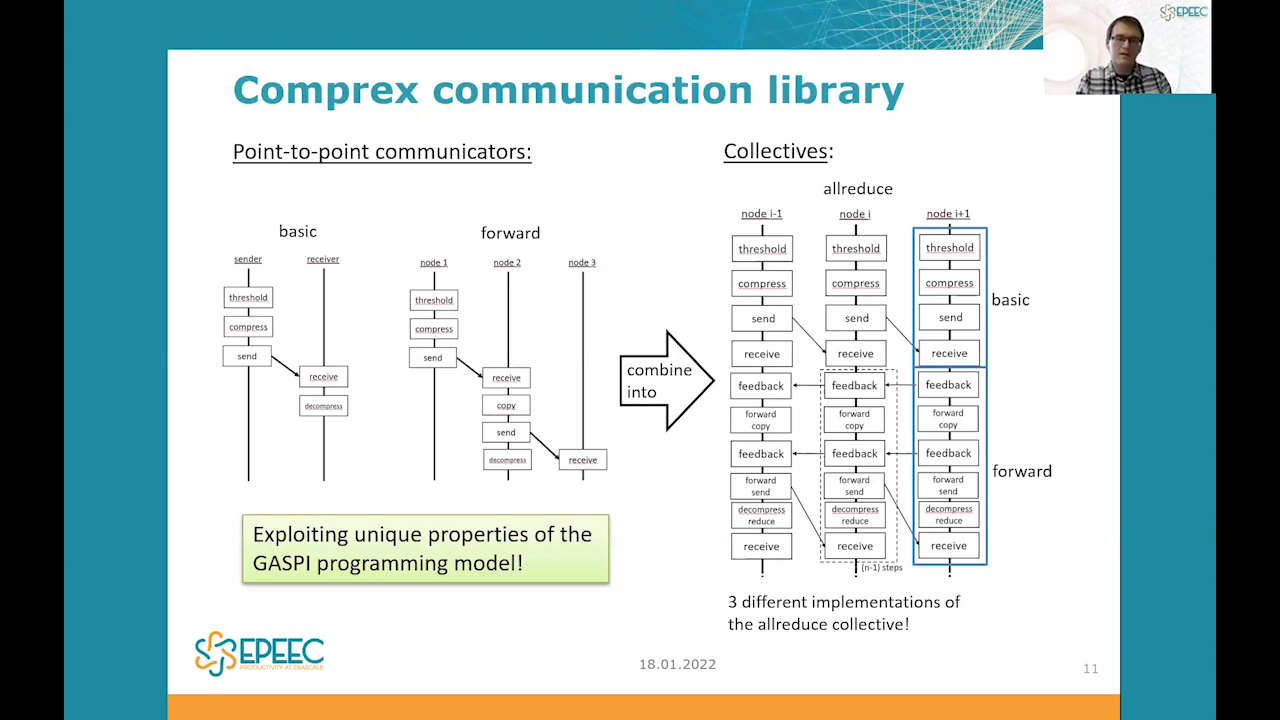 EPEEC
Comprex communication library
Point-to-point communicators:
basic
sender
receiver
threshold
compress
send
receive
decompress
forward
node 1
node 2
node 3
threshold
compress
send
receive
copy
send
decompress
receive
combine
into
Collectives:
allreduce
node i-1
node i
node i+1
threshold
threshold
threshold
compress
compress
compress
send
send
send
receive
receive
receive
basic
feedback
feedback
feedback
forward
copy
forward
copy
forward
copy
feedback
feedback
feedback
forward
send
forward
send
forward
send
decompress
reduce
decompress
reduce
decompress
reduce
receive
receive
receive
forward
(n-1) steps
3 different implementations of
the allreduce collective!
Exploiting unique properties of the
GASPI programming model!
EPEEC
PRODUCTIVITY AT EXASCALE
18.01.2022
11